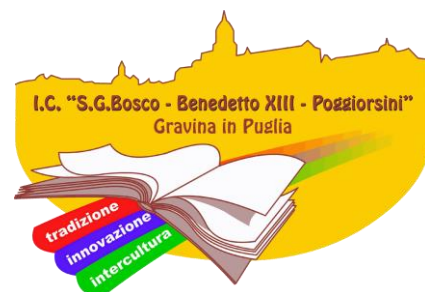 I.C. "S.G.Bosco - Benedetto XIII - Poggiorsini"
Gravina in Puglia
tradizione
innovazione
intercultura